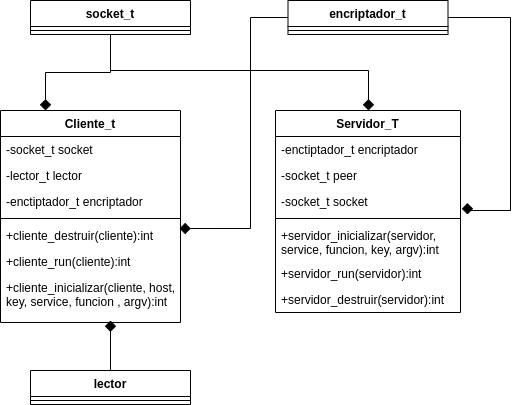 socket_t
encriptador_t
Cliente_t
-socket_t socket
-lector_t lector
-enctiptador_t encriptador
+cliente_destruir(cliente):int
+cliente_run(cliente):int
+cliente_inicializar(cliente, host,
key, service, funcion , argv):int
Servidor_T
-enctiptador_t encriptador
-socket_t peer
-socket_t socket
+servidor_inicializar(servidor,
service, funcion, key, argv):int
+servidor_run(servidor):int
+servidor_destruir(servidor):int
lector